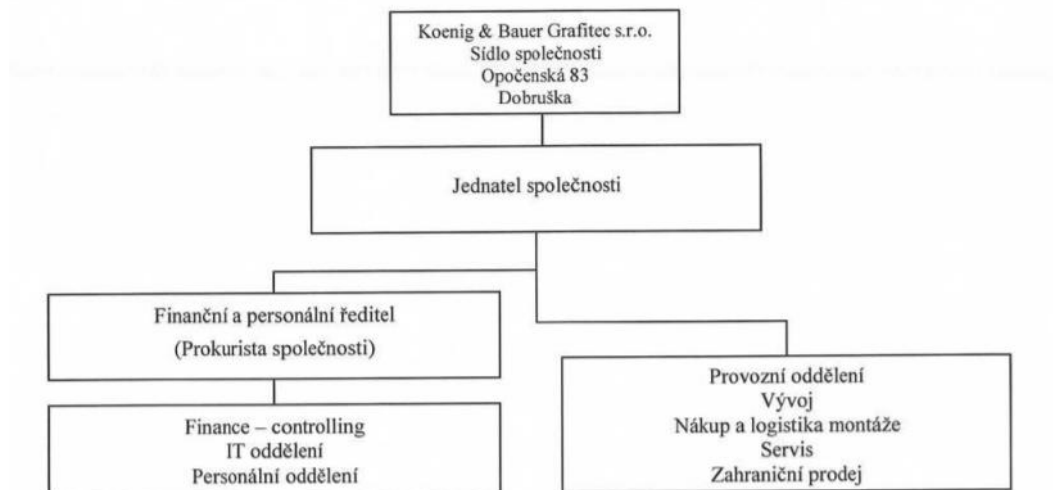 Koenig & Bauer Grafitec s.r.o.
Sídlo společnosti
Opočenská 83
Dobruška
Jednatel společnosti
Finanční a personální ředitel
(Prokurista společnosti)
Finance – controlling
IT oddělení
Personální oddělení
Provozní oddělení
Vývoj
Nákup a logistika montáže
Servis
Zahraniční prodej